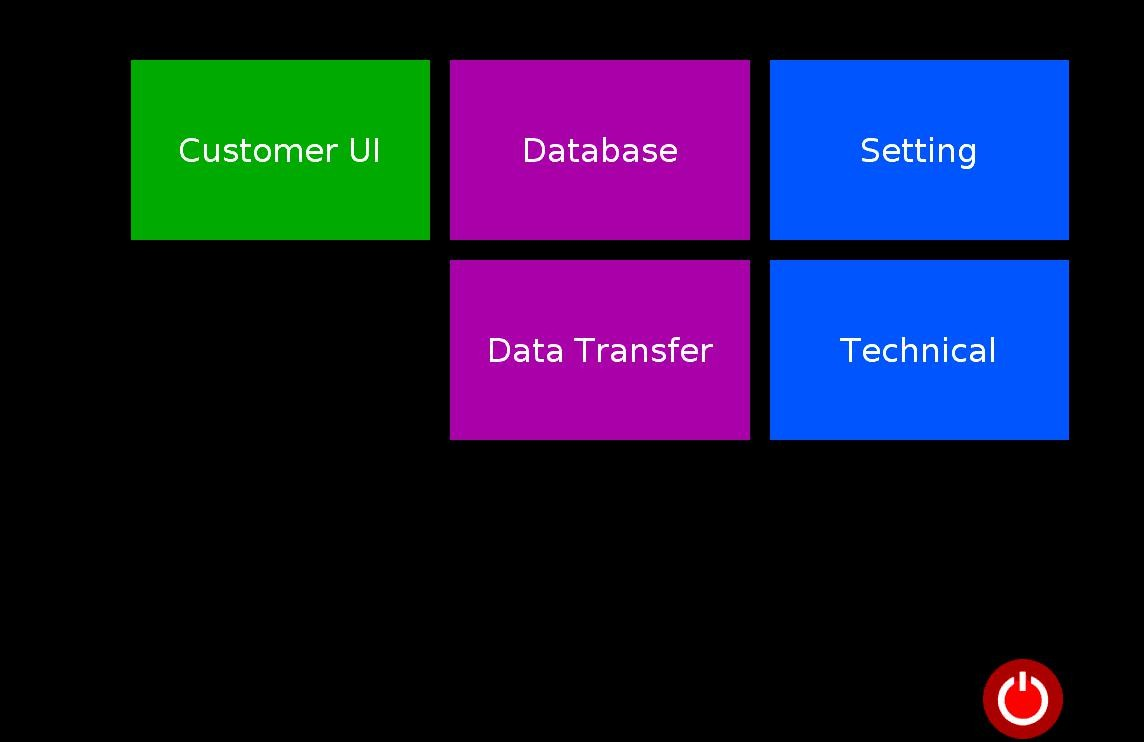 Customer UI
Database
Setting
Data Transfer
Technical